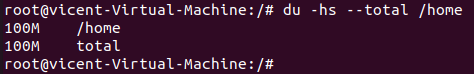 root@vicent-Virtual-Machine:/# du -hs --total /home
100M    /home
100M    total
root@vicent-Virtual-Machine:/#